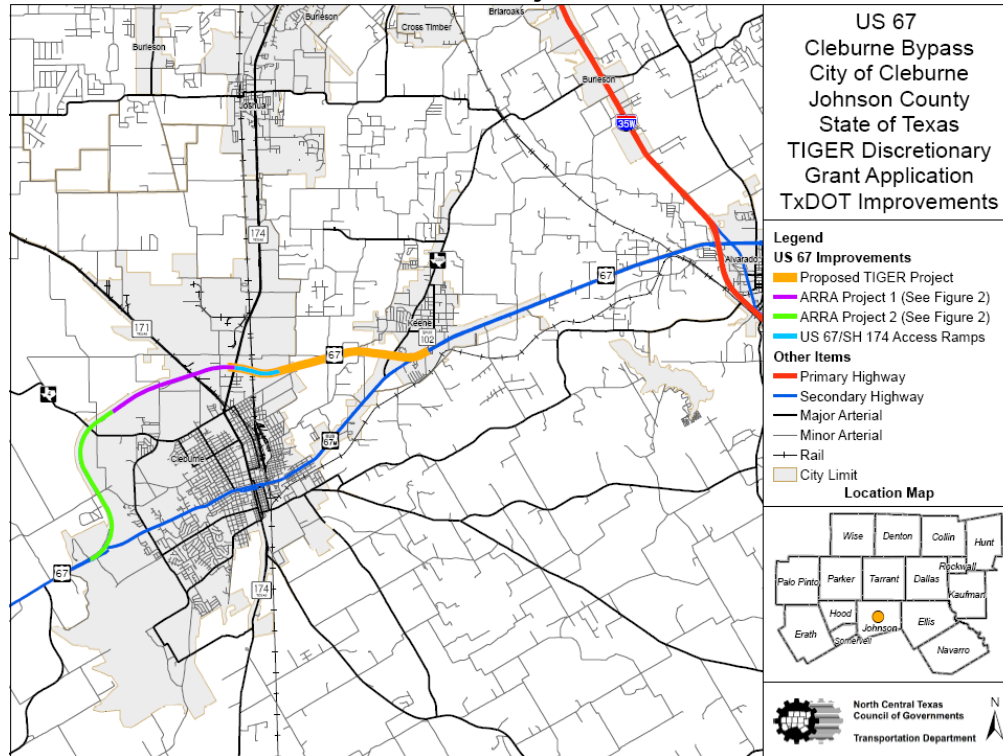 Briaroaks
Burleson
Cross Timber
Burleson
Burleson
Joshua
35W
174
TEXAS
Alvarado
67
171
TEXAS
Keene
SPUR
102
67
Cleburne
BUS
67
67
174
TEXAS
US 67
Cleburne Bypass
City of Cleburne
Johnson County
State of Texas
TIGER Discretionary
Grant Application
TxDOT Improvements
Legend
US 67 Improvements
Proposed TIGER Project
ARRA Project 1 (See Figure 2)
ARRA Project 2 (See Figure 2)
US 67/SH 174 Access Ramps
Other Items
Primary Highway
Secondary Highway
Major Arterial
Minor Arterial
Rail
City Limit
Location Map
Wise
Denton
Collin
Hunt
Rockwall
Palo Pinto
Parker
Tarrant
Dallas
Kaufman
Hood
Johnson
Ellis
Erath
Somervell
Navarro
North Central Texas
Council of Governments
Transportation Department
N